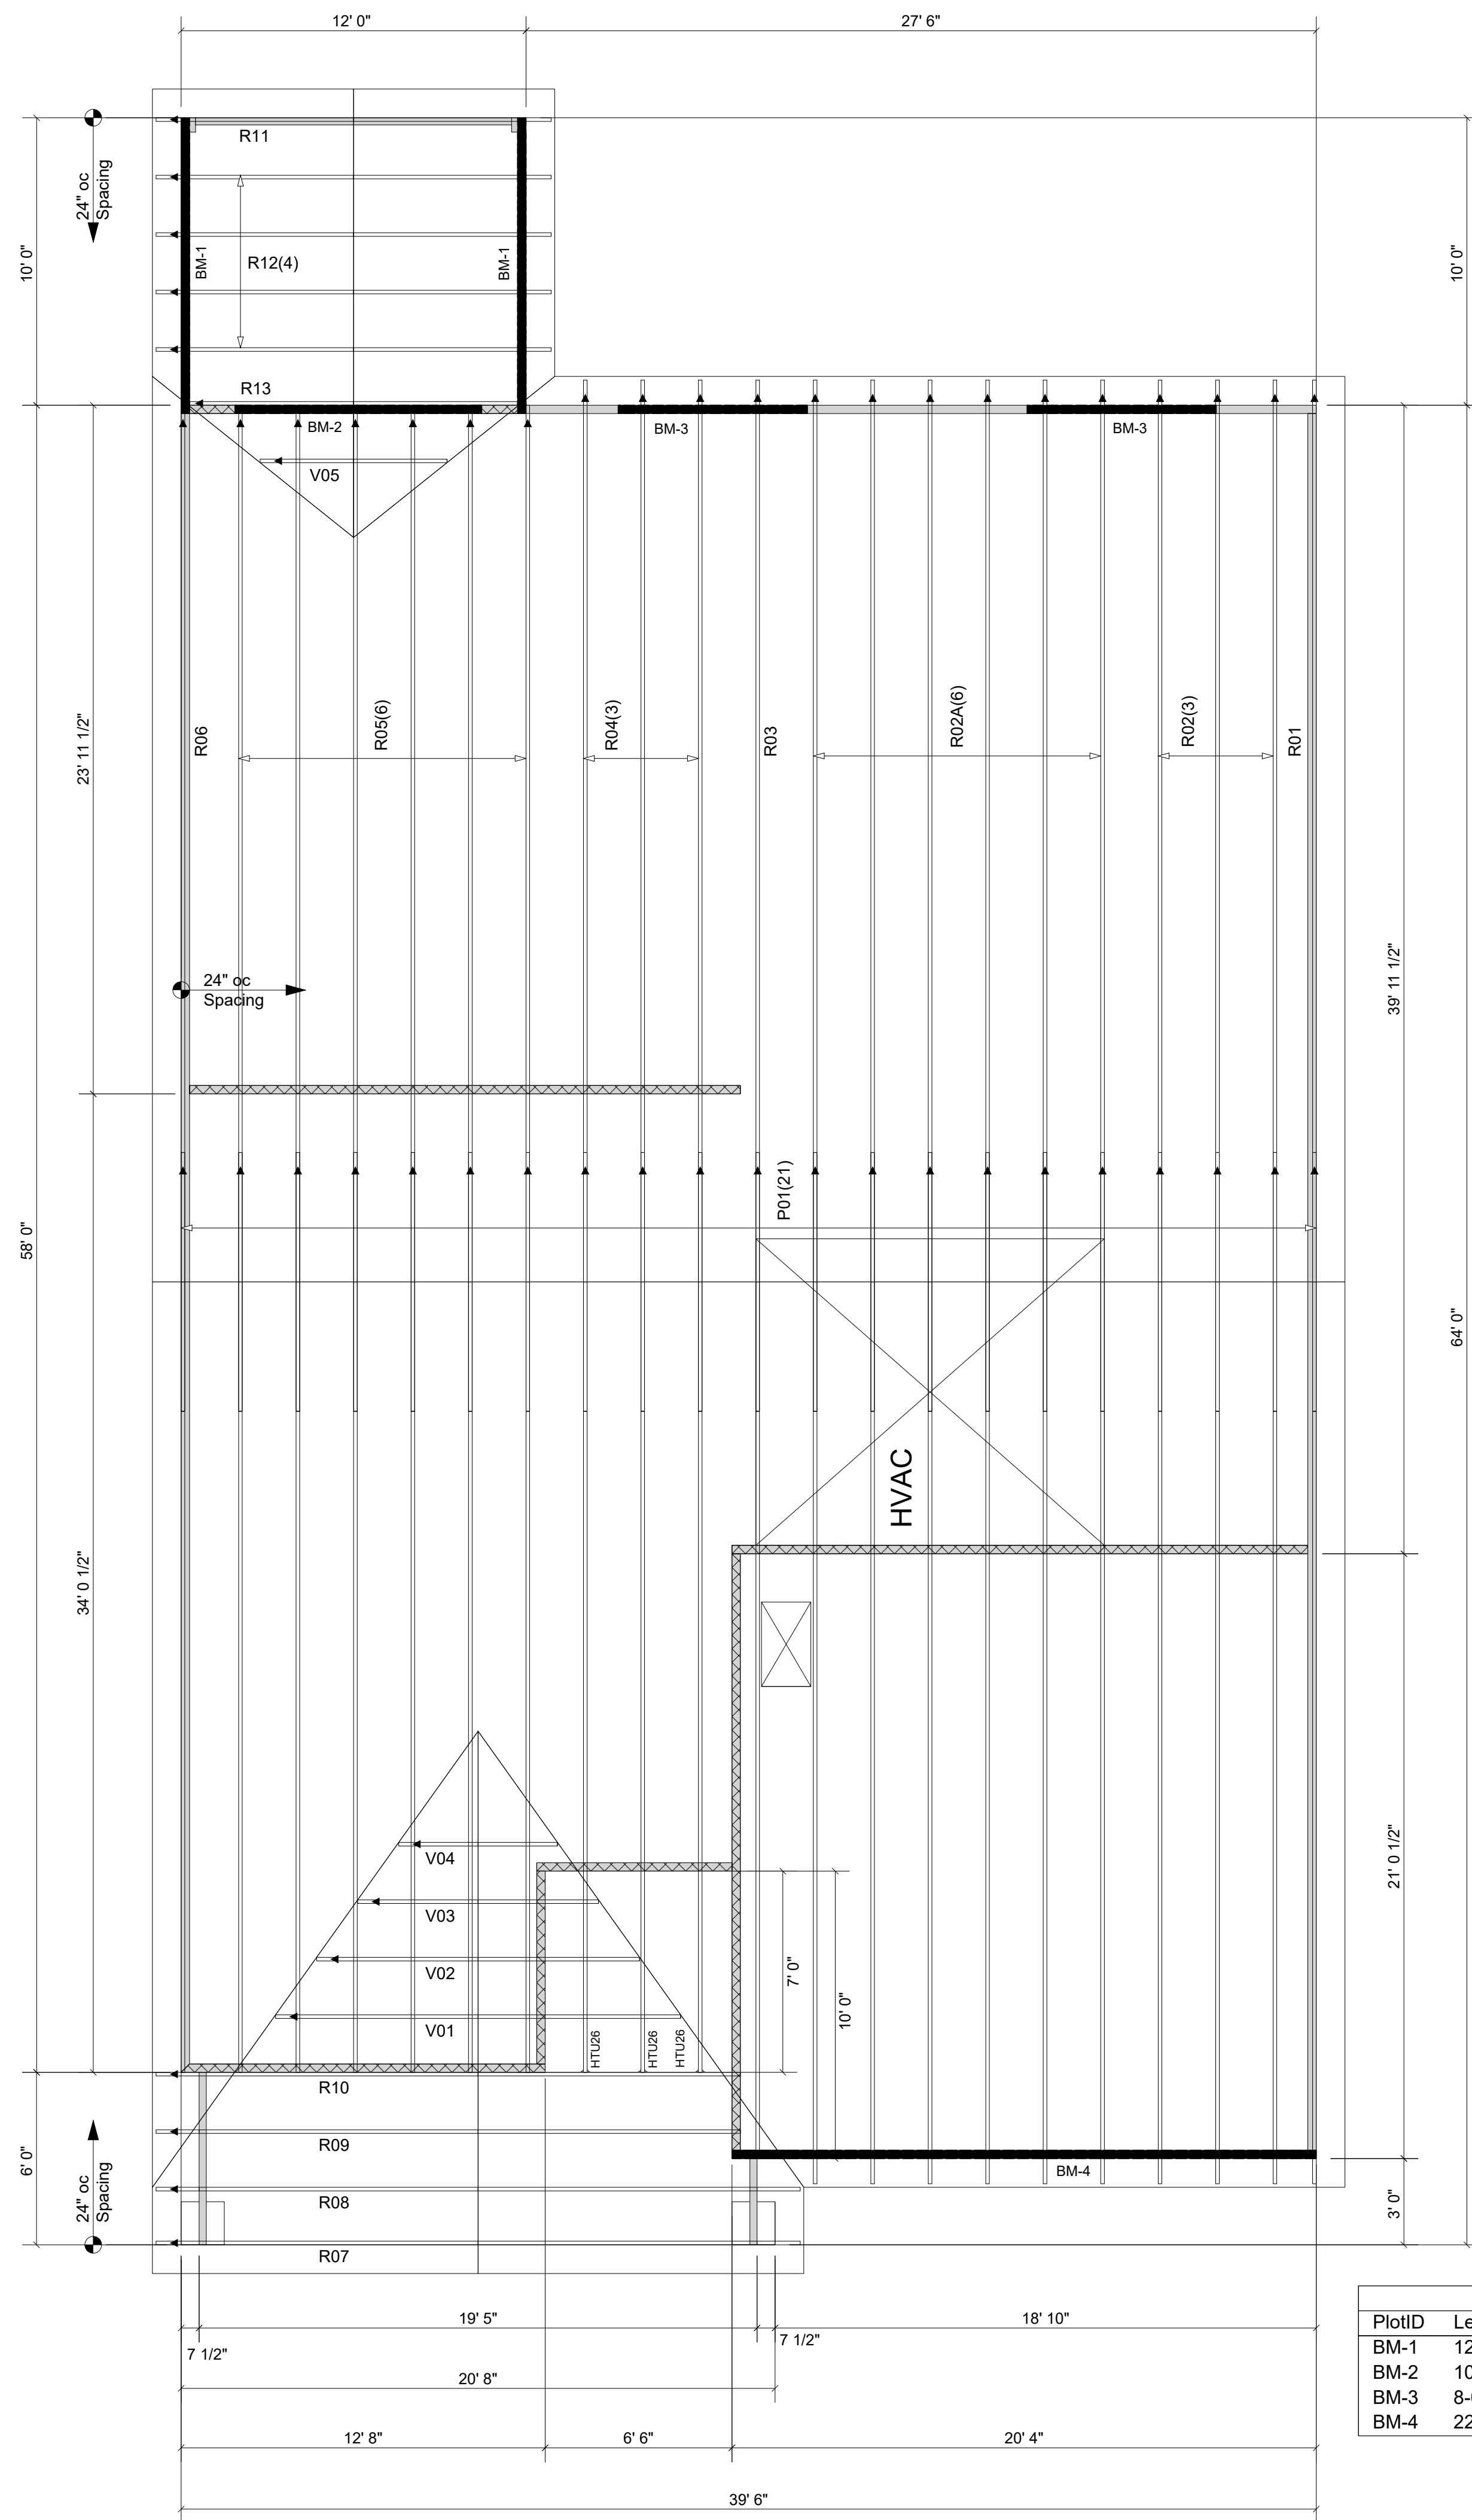 12' 0"
27' 6"
R11
24" oc
Spacing
10' 0"
BM-1
R12(4)
BM-1
10' 0"
R13
BM-2
BM-3
BM-3
V05
23' 11 1/2"
R06
R05(6)
R04(3)
R03
R02A(6)
R02(3)
R01
24" oc
Spacing
39' 11 1/2"
58' 0"
P01(21)
64' 0"
HVAC
34' 0 1/2"
21' 0 1/2"
V04
V03
V02
V01
7' 0"
10' 0"
HTU26
HTU26
HTU26
R10
R09
R08
R07
6' 0"
24" oc
Spacing
BM-4
3' 0"
19' 5"
18' 10"
7 1/2"
7 1/2"
20' 8"
12' 8"
6' 6"
20' 4"
39' 6"
PlotID
BM-1 12
BM-2 10
BM-3
BM-4 22